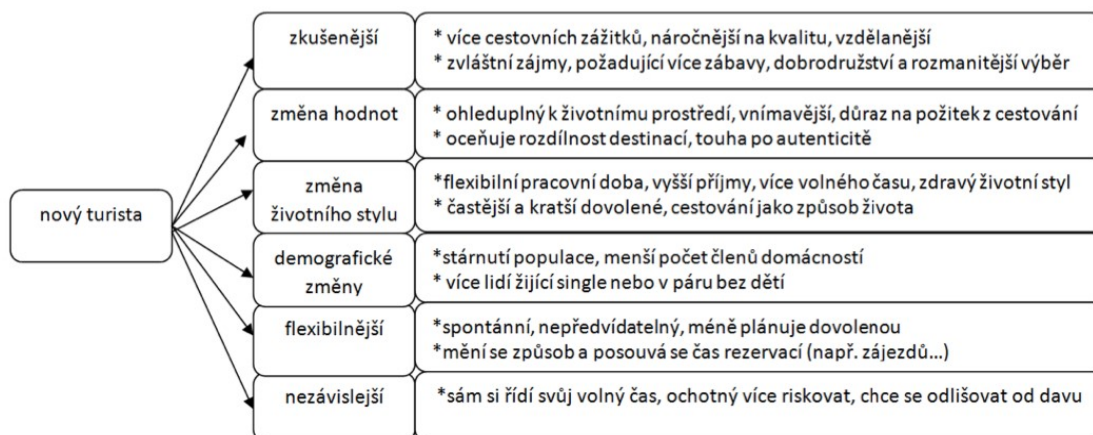 nový turista
zkušenější
* více cestovních zážitků, náročnější na kvalitu, vzdělanější
* zvláštní zájmy, požadující více zábavy, dobrodružství a rozmanitější výběr
změna hodnot
* ohleduplný k životnímu prostředí, vnímavější, důraz na požitek z cestování
* oceňuje rozdílnost destinací, touha po autenticitě
změna
životního stylu
*flexibilní pracovní doba, vyšší příjmy, více volného času, zdravý životní styl
* častější a kratší dovolené, cestování jako způsob života
demografické
změny
*stárnutí populace, menší počet členů domácností
* více lidí žijící single nebo v páru bez dětí
flexibilnější
*spontánní, nepředvídatelný, méně plánuje dovolenou
*mění se způsob a posouvá se čas rezervací (např. zájezdů...)
nezávislejší
*sám si řídí svůj volný čas, ochotný více riskovat, chce se odlišovat od davu